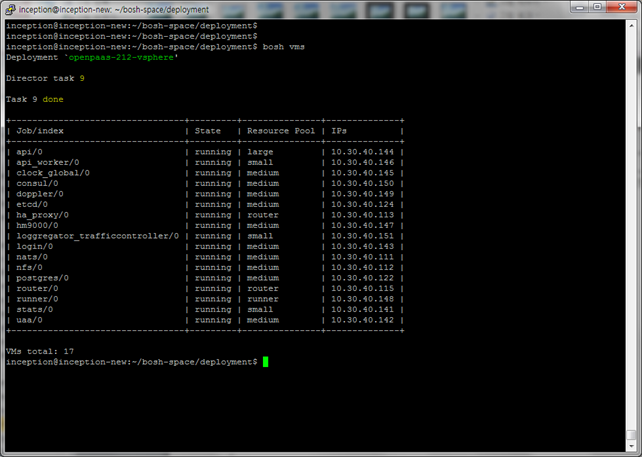 inception@inception-new: ~/bosh-space/deployment
inception@inception-new:~/bosh-space/deployment$
inception@inception-new:~/bosh-space/deployment$
inception@inception-new:~/bosh-space/deployment$ bosh vms
Deployment `openpaas-212-vsphere'
Director task 9
Task 9 done
+------------------------------------+---------+---------------+--------------+
| Job/index | State | Resource Pool | IPs |
+------------------------------------+---------+---------------+--------------+
| api/0 | running | large | 10.30.40.144 |
| api_worker/0 | running | small | 10.30.40.146 |
| clock_global/0 | running | medium | 10.30.40.145 |
| consul/0 | running | medium | 10.30.40.150 |
| doppler/0 | running | medium | 10.30.40.149 |
| etcd/0 | running | medium | 10.30.40.124 |
| ha_proxy/0 | running | router | 10.30.40.113 |
| hm9000/0 | running | medium | 10.30.40.147 |
| loggregator_trafficcontroller/0 | running | small | 10.30.40.151 |
| login/0 | running | medium | 10.30.40.143 |
| nats/0 | running | medium | 10.30.40.111 |
| nfs/0 | running | medium | 10.30.40.112 |
| postgres/0 | running | medium | 10.30.40.122 |
| router/0 | running | router | 10.30.40.115 |
| runner/0 | running | runner | 10.30.40.148 |
| stats/0 | running | small | 10.30.40.141 |
| uaa/0 | running | medium | 10.30.40.142 |
+------------------------------------+---------+---------------+--------------+
VMs total: 17
inception@inception-new:~/bosh-space/deployment$